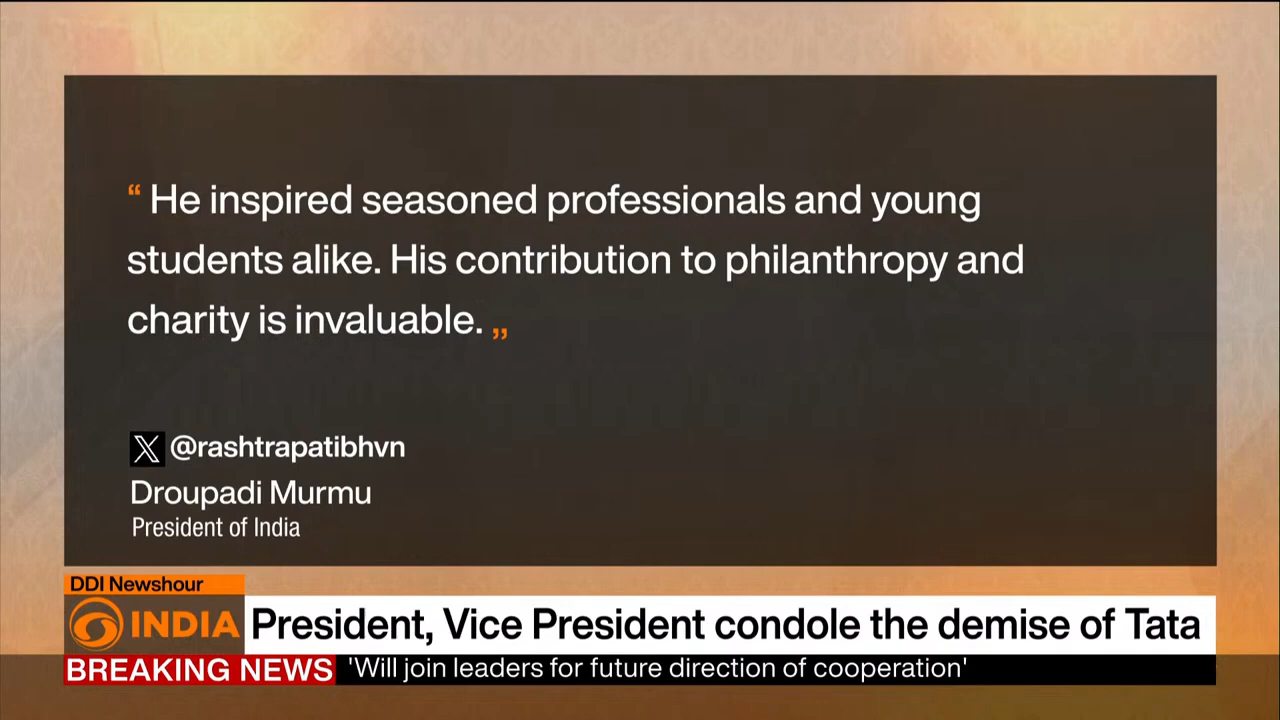 “ He inspired seasoned professionals and young
students alike. His contribution to philanthropy and
charity is invaluable. „
X @rashtrapatibhvn
Droupadi Murmu
President of India
DDI Newshour
INDIA
President, Vice President condole the demise of Tata
BREAKING NEWS 'Will join leaders for future direction of cooperation'